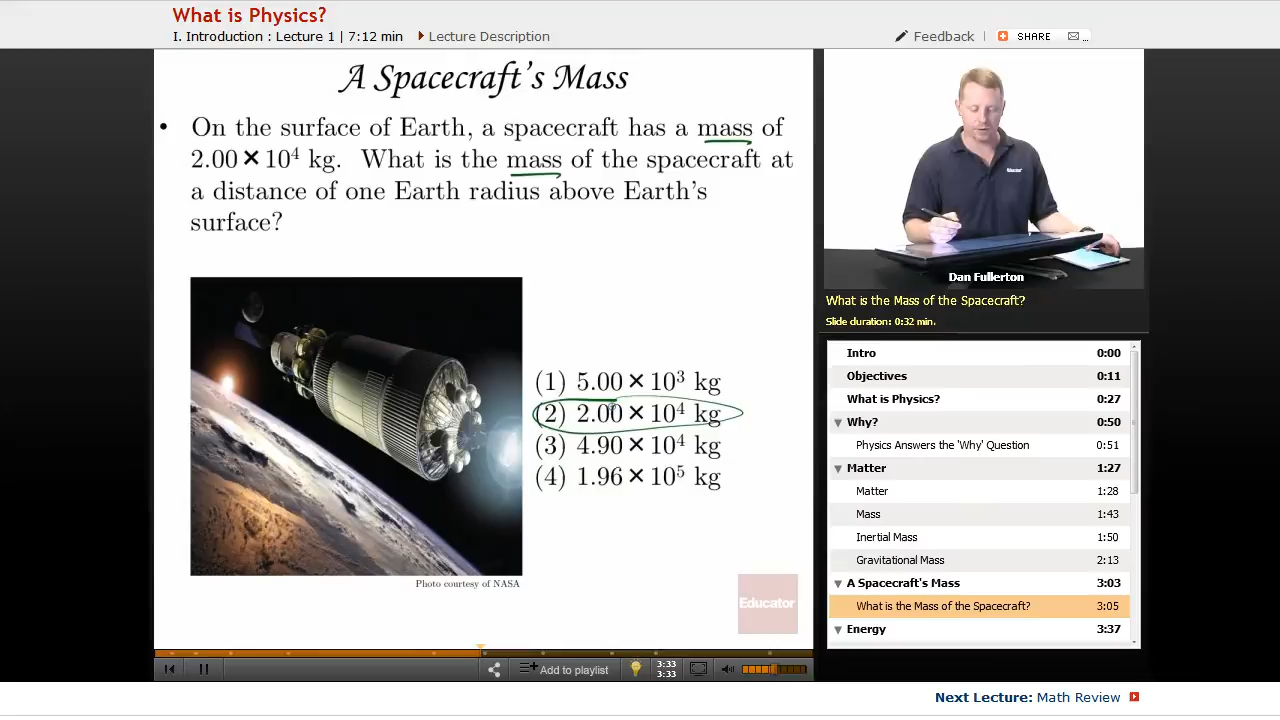 What is Physics?
I. Introduction : Lecture 1 | 7:12 min
Lecture Description
Feedback
SHARE
A Spacecraft's Mass
• On the surface of Earth, a spacecraft has a mass of
2.00 × 10⁴ kg. What is the mass of the spacecraft at
a distance of one Earth radius above Earth's
surface?
(1) 5.00 × 10³ kg
(2) 2.00 × 10⁴ kg
(3) 4.90 × 10⁴ kg
(4) 1.96 × 10⁵ kg
Photo courtesy of NASA
Educator
Educator
Dan Fullerton
What is the Mass of the Spacecraft?
Slide duration: 0:32 min.
Intro 0:00
Objectives 0:11
What is Physics? 0:27
Why? 0:50
Physics Answers the 'Why' Question 0:51
Matter 1:27
Matter 1:28
Mass 1:43
Inertial Mass 1:50
Gravitational Mass 2:13
A Spacecraft's Mass 3:03
What is the Mass of the Spacecraft? 3:05
Energy 3:37
Add to playlist
3:33
3:33
Next Lecture: Math Review